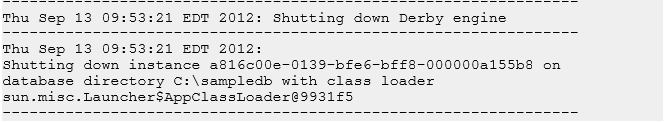 ----------------------------------------------------------------
Thu Sep 13 09:53:21 EDT 2012: Shutting down Derby engine
----------------------------------------------------------------
Thu Sep 13 09:53:21 EDT 2012:
Shutting down instance a816c00e-0139-bfe6-bff8-000000a155b8 on
database directory C:\sampledb with class loader
sun.misc.Launcher$AppClassLoader@9931f5
----------------------------------------------------------------